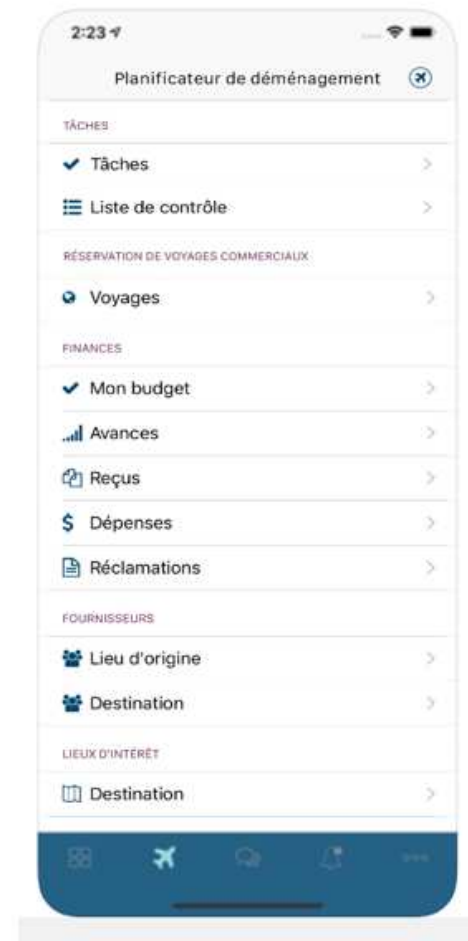 2:23
Planificateur de déménagement
TÂCHES
Tâches
Liste de contrôle
RÉSERVATION DE VOYAGES COMMERCIAUX
Voyages
FINANCES
Mon budget
Avances
Reçus
$ Dépenses
Réclamations
FOURNISSEURS
Lieu d'origine
Destination
LIEUX D'INTÉRÊT
Destination